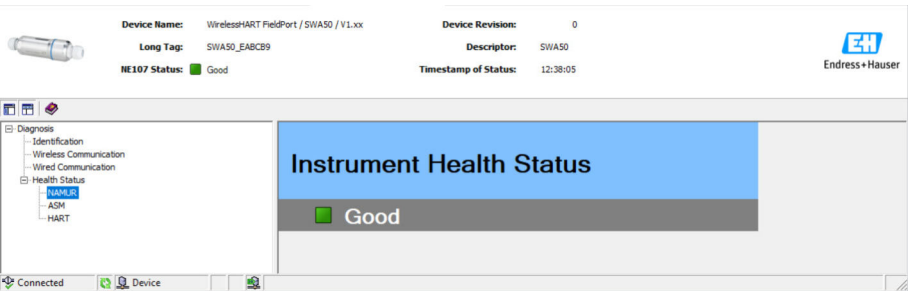 Device Name: WirelessHART FieldPort / SWA50 / V1.xx Device Revision: 0
Long Tag: SWA50_EABCB9 Descriptor: SWA50
NE107 Status: Good Timestamp of Status: 12:38:05
EH
Endress+Hauser
Diagnosis
Identification
Wireless Communication
Wired Communication
Health Status
NAMUR
ASM
HART
Instrument Health Status
Good
Connected Device